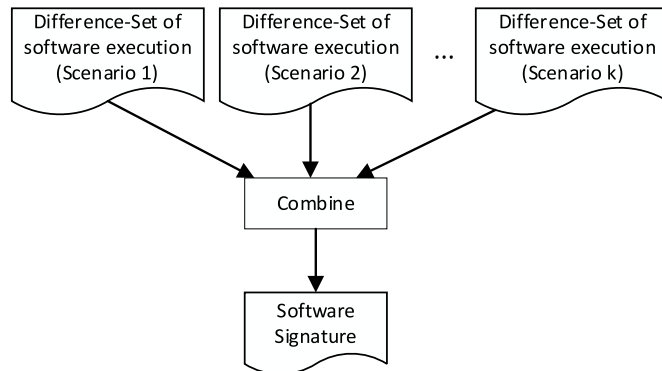 Difference-Set of
software execution
(Scenario 1)
Difference-Set of
software execution
(Scenario 2)
...
Difference-Set of
software execution
(Scenario k)
Combine
Software
Signature